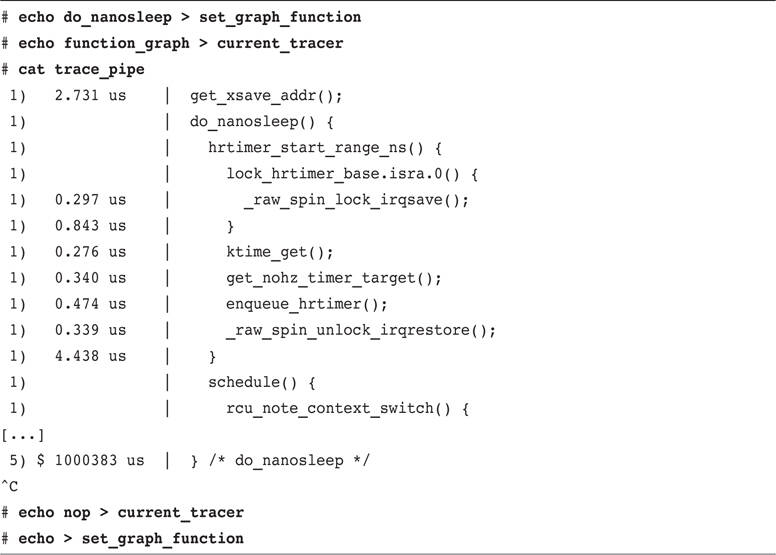 # echo do_nanosleep > set_graph_function
# echo function_graph > current_tracer
# cat trace_pipe
 1)   2.731 us    |  get_xsave_addr();
 1)               |  do_nanosleep() {
 1)               |    hrtimer_start_range_ns() {
 1)               |      lock_hrtimer_base.isra.0() {
 1)   0.297 us    |        _raw_spin_lock_irqsave();
 1)   0.843 us    |      }
 1)   0.276 us    |      ktime_get();
 1)   0.340 us    |      get_nohz_timer_target();
 1)   0.474 us    |      enqueue_hrtimer();
 1)   0.339 us    |      _raw_spin_unlock_irqrestore();
 1)   4.438 us    |    }
 1)               |    schedule() {
 1)               |      rcu_note_context_switch() {
[...]
 5) $ 1000383 us  |  } /* do_nanosleep */
^C
# echo nop > current_tracer
# echo > set_graph_function